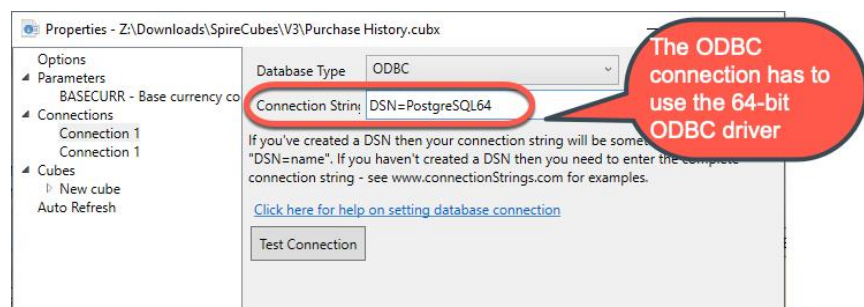 Properties - Z:\Downloads\SpireCubes\V3\Purchase History.cubx
Options
Parameters
BASECURR - Base currency co
Connections
Connection 1
Connection 1
Cubes
New cube
Auto Refresh
Database Type
ODBC
Connection String
DSN=PostgreSQL64
If you've created a DSN then your connection string will be
"DSN=name". If you haven't created a DSN then you need to enter the complete
connection string - see www.connectionStrings.com for examples.
Click here for help on setting database connection
Test Connection
The ODBC
connection has to
use the 64-bit
ODBC driver